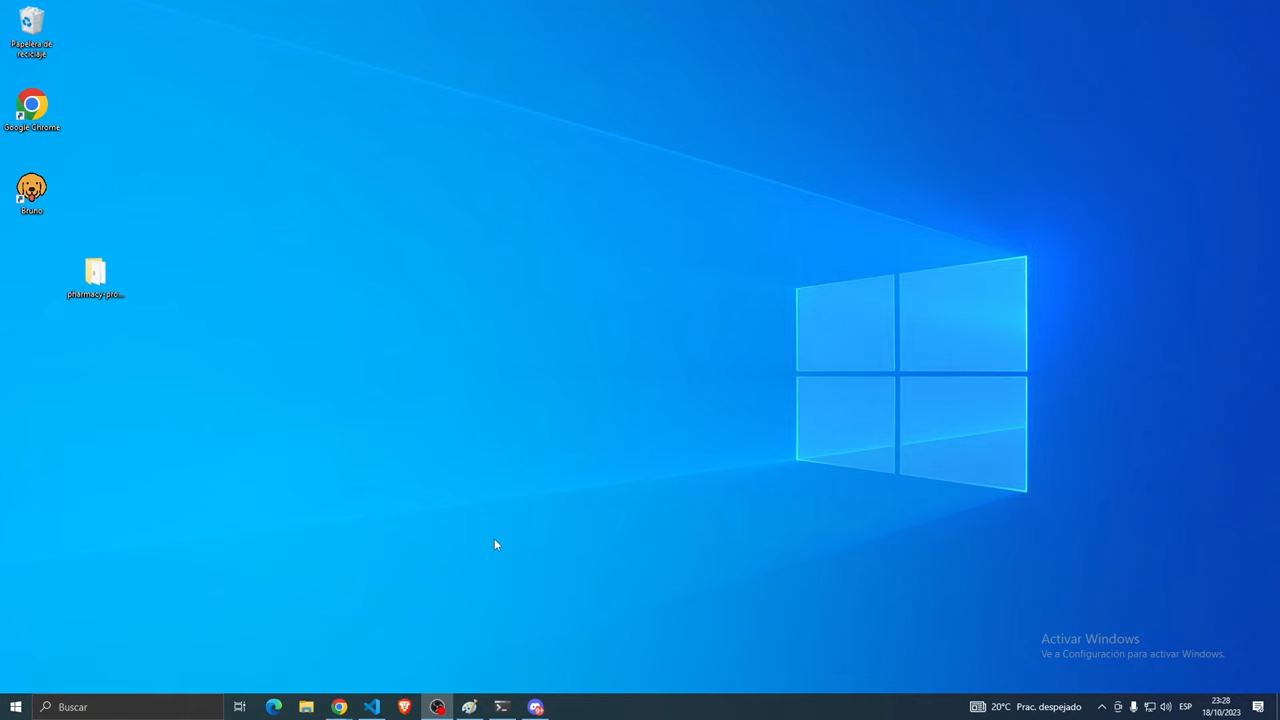 Papelera de
reciclaje
Google Chrome
Bruno
pharmacy-pro...
Activar Windows
Ve a Configuración para activar Windows.
Buscar
20°C Prac. despejado
ESP
23:28
18/10/2023